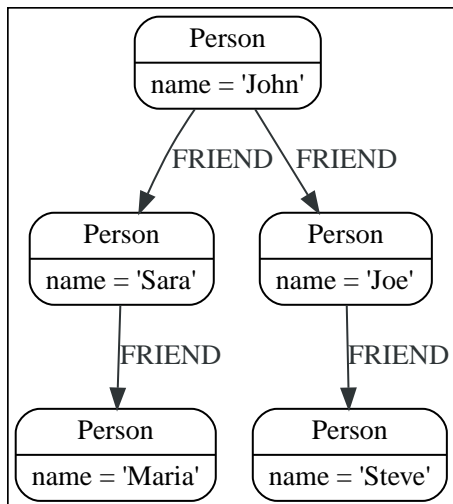 Person
name = 'John'
FRIEND
FRIEND
Person
name = 'Sara'
Person
name = 'Joe'
FRIEND
FRIEND
Person
name = 'Maria'
Person
name = 'Steve'